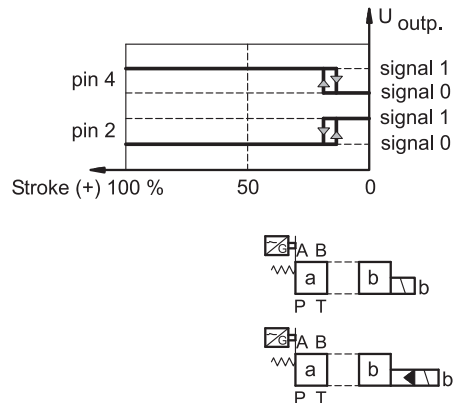 U outp.
pin 4
signal 1
signal 0
pin 2
signal 1
signal 0
Stroke (+) 100 %
50
0
G A B
a b b
P T
G A B
a b b
P T